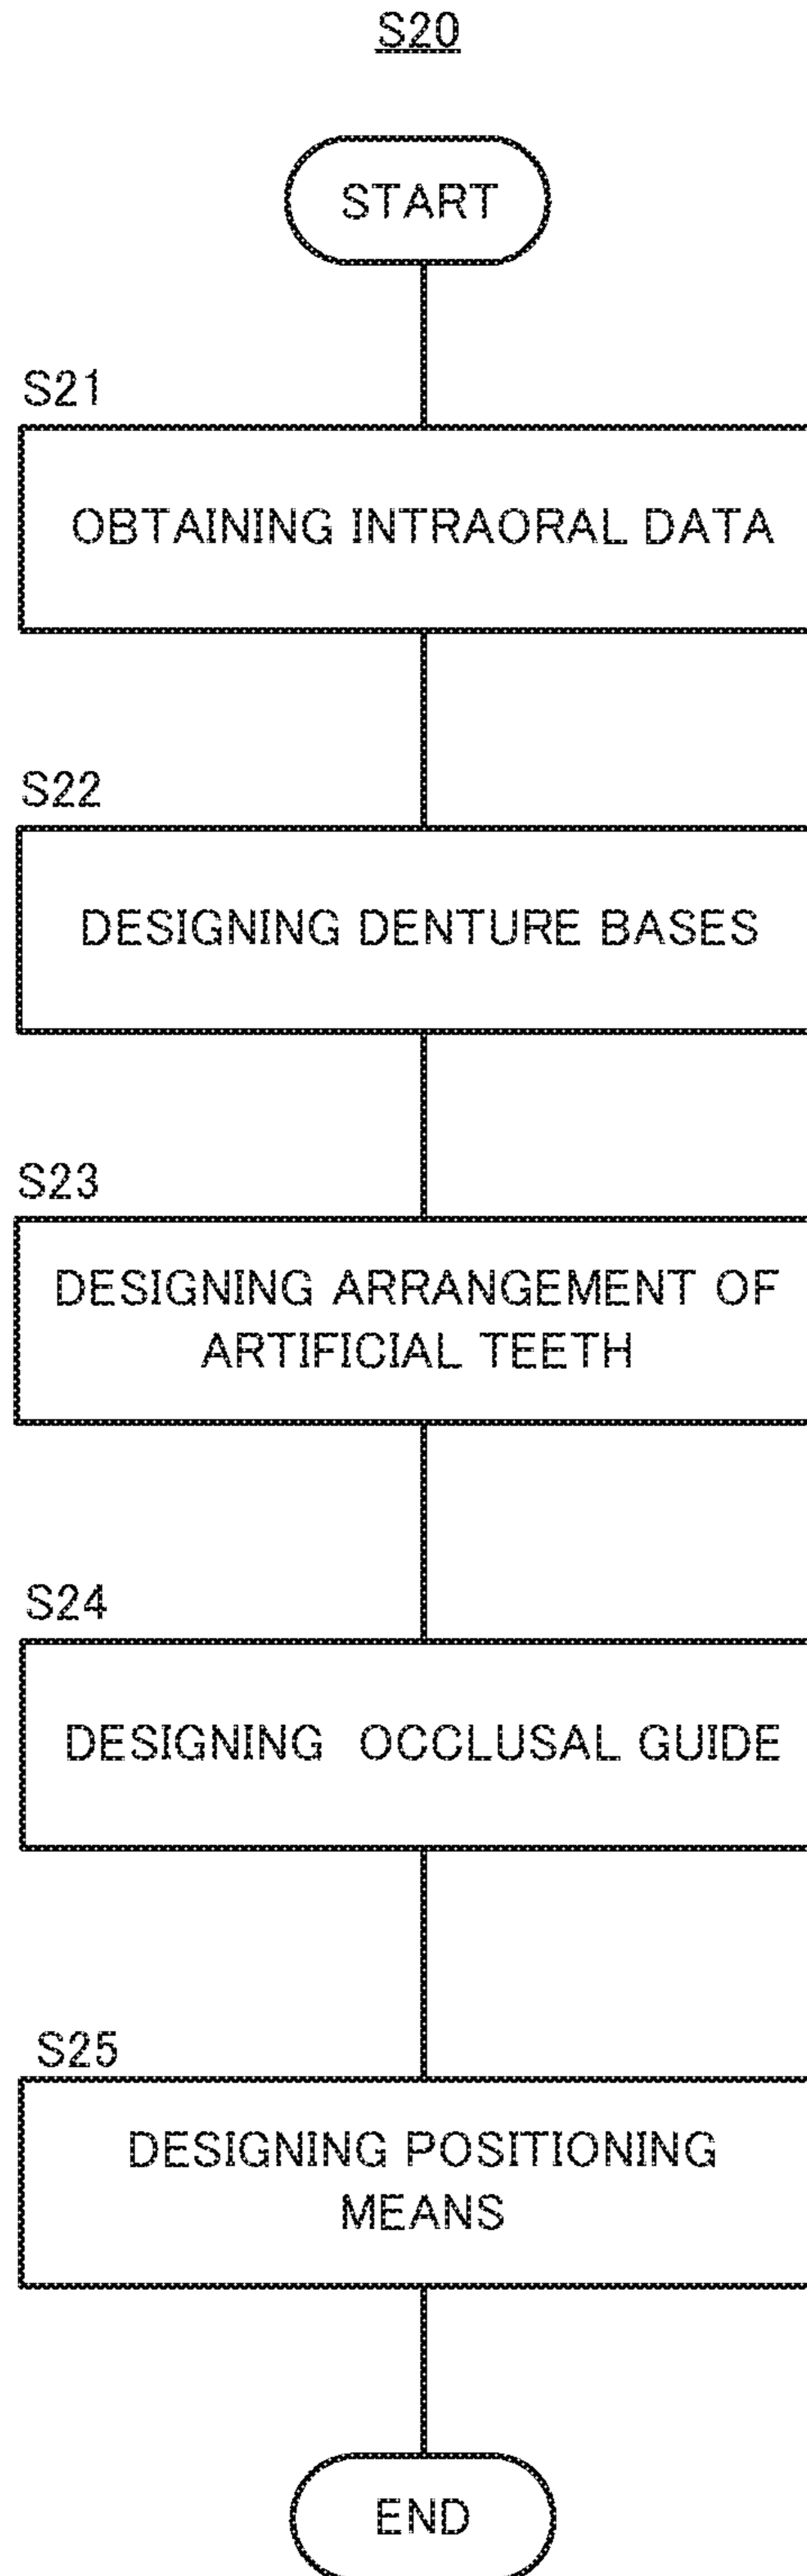 S20
START
S21
OBTAINING INTRAORAL DATA
S22
DESIGNING DENTURE BASES
S23
DESIGNING ARRANGEMENT OF
ARTIFICIAL TEETH
S24
DESIGNING OCCLUSAL GUIDE
S25
DESIGNING POSITIONING
MEANS
END